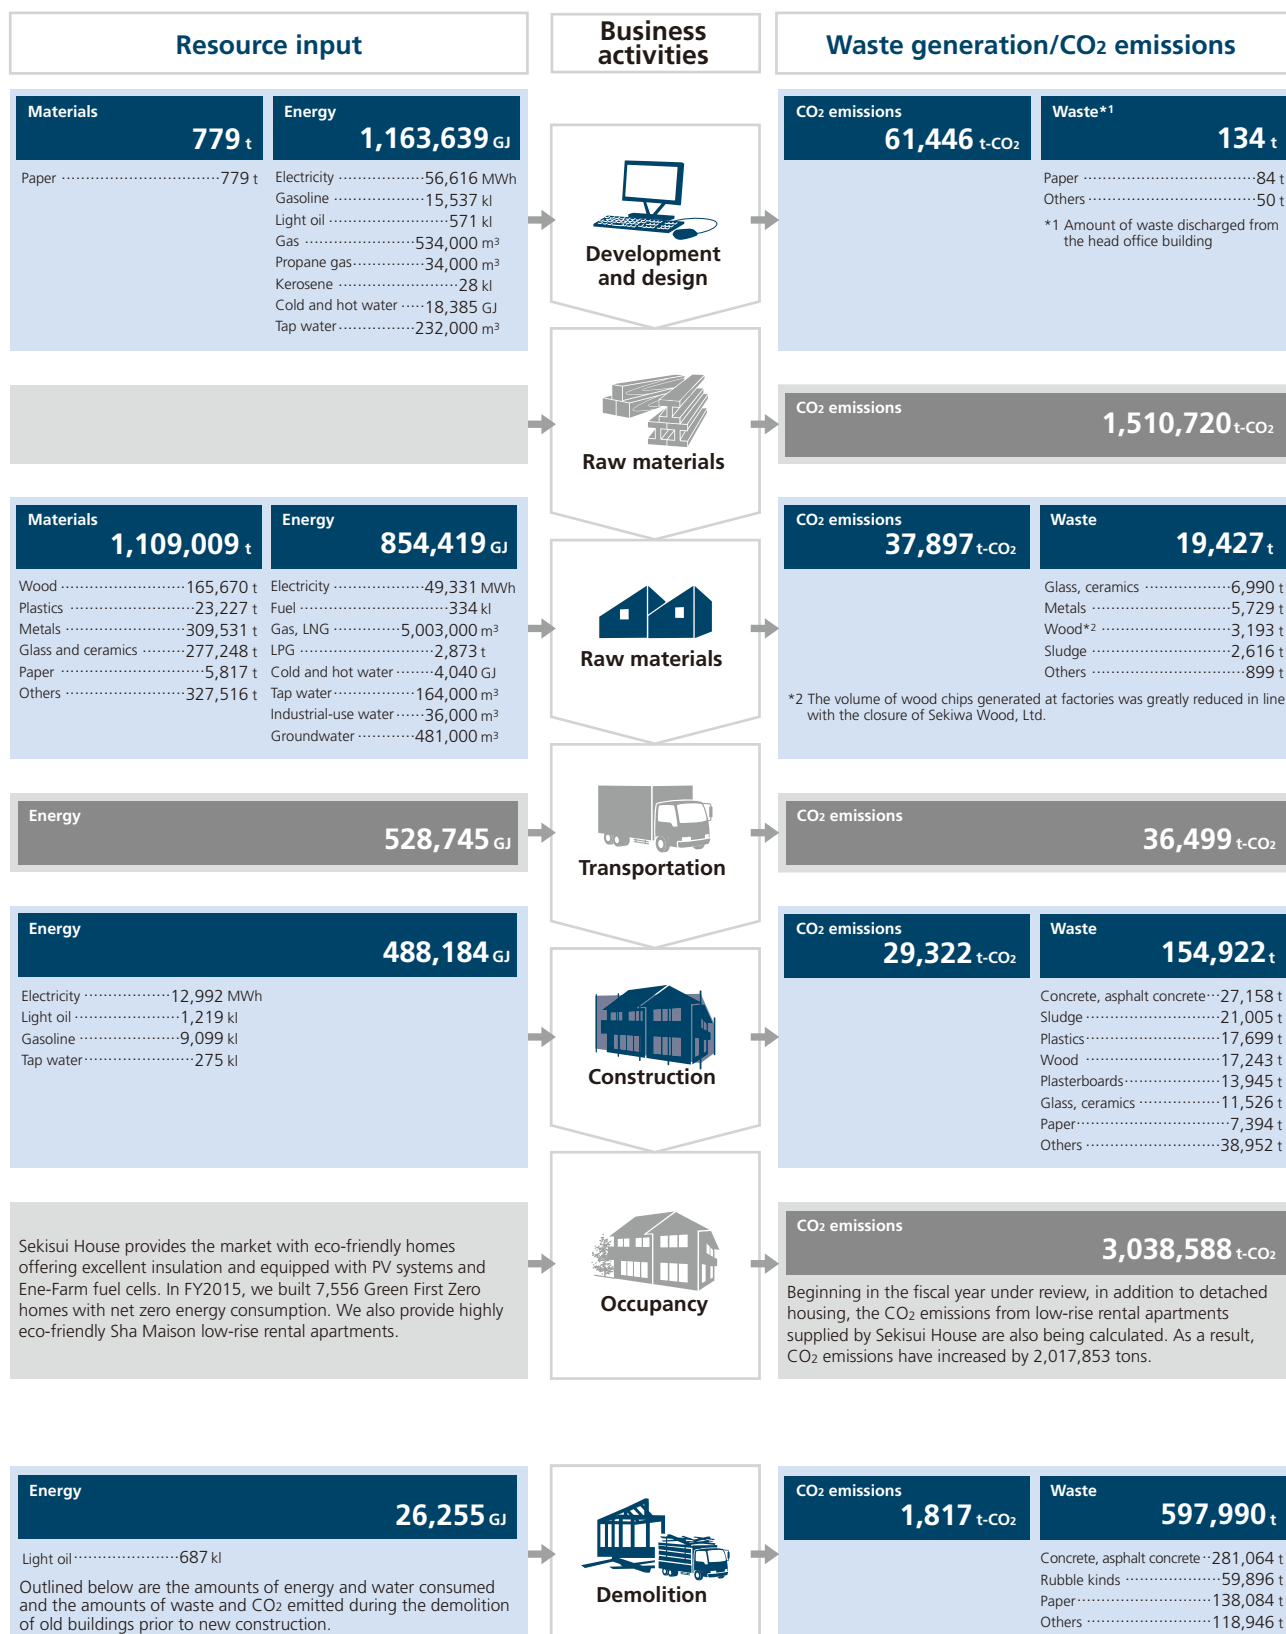 Resource input
Business
activities
Waste generation/CO2 emissions
Materials
779 t
Paper 779 t
Energy
1,163,639 GJ
Electricity 56,616 MWh
Gasoline 15,537 kl
Light oil 571 kl
Gas 534,000 m³
Propane gas 34,000 m³
Kerosene 28 kl
Cold and hot water 18,385 GJ
Tap water 232,000 m³
Development
and design
CO2 emissions
61,446 t-CO2
Waste*1
134 t
Paper 84 t
Others 50 t
*1 Amount of waste discharged from
the head office building
Raw materials
CO2 emissions
1,510,720 t-CO2
Materials
1,109,009 t
Wood 165,670 t
Plastics 23,227 t
Metals 309,531 t
Glass and ceramics 277,248 t
Paper 5,817 t
Others 327,516 t
Energy
854,419 GJ
Electricity 49,331 MWh
Fuel 334 kl
Gas, LNG 5,003,000 m³
LPG 2,873 t
Cold and hot water 4,040 GJ
Tap water 164,000 m³
Industrial-use water 36,000 m³
Groundwater 481,000 m³
Raw materials
CO2 emissions
37,897 t-CO2
Waste
19,427 t
Glass, ceramics 6,990 t
Metals 5,729 t
Wood*2 3,193 t
Sludge 2,616 t
Others 899 t
*2 The volume of wood chips generated at factories was greatly reduced in line
with the closure of Sekiwa Wood, Ltd.
Energy
528,745 GJ
Transportation
CO2 emissions
36,499 t-CO2
Energy
488,184 GJ
Electricity 12,992 MWh
Light oil 1,219 kl
Gasoline 9,099 kl
Tap water 275 kl
Construction
CO2 emissions
29,322 t-CO2
Waste
154,922 t
Concrete, asphalt concrete 27,158 t
Sludge 21,005 t
Plastics 17,699 t
Wood 17,243 t
Plasterboards 13,945 t
Glass, ceramics 11,526 t
Paper 7,394 t
Others 38,952 t
Sekisui House provides the market with eco-friendly homes
offering excellent insulation and equipped with PV systems and
Ene-Farm fuel cells. In FY2015, we built 7,556 Green First Zero
homes with net zero energy consumption. We also provide highly
eco-friendly Sha Maison low-rise rental apartments.
Occupancy
CO2 emissions
3,038,588 t-CO2
Beginning in the fiscal year under review, in addition to detached
housing, the CO2 emissions from low-rise rental apartments
supplied by Sekisui House are also being calculated. As a result,
CO2 emissions have increased by 2,017,853 tons.
Energy
26,255 GJ
Light oil 687 kl
Outlined below are the amounts of energy and water consumed
and the amounts of waste and CO2 emitted during the demolition
of old buildings prior to new construction.
Demolition
CO2 emissions
1,817 t-CO2
Waste
597,990 t
Concrete, asphalt concrete 281,064 t
Rubble kinds 59,896 t
Paper 138,084 t
Others 118,946 t